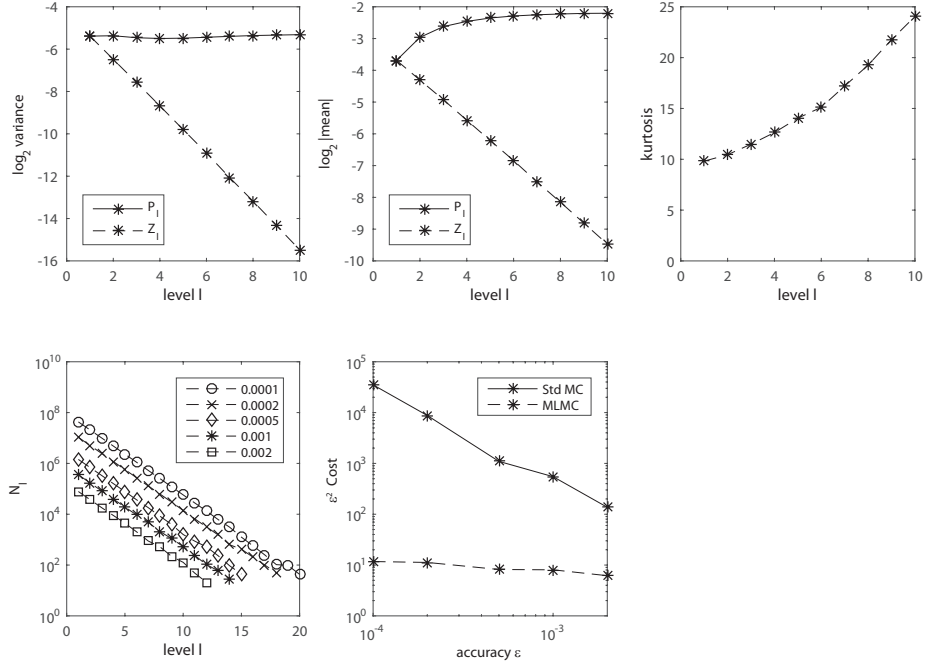 -4
-6
-8
-10
-12
-14
-16
0 2 4 6 8 10
level l
log2 variance
P_l
Z_l
-2
-3
-4
-5
-6
-7
-8
-9
-10
0 2 4 6 8 10
level l
log2 |mean|
P_l
Z_l
25
20
15
10
5
0
0 2 4 6 8 10
level l
kurtosis
10^10
10^8
10^6
10^4
10^2
10^0
0 5 10 15 20
level l
N_l
0.0001
0.0002
0.0005
0.001
0.002
10^5
10^4
10^3
10^2
10^1
10^0
10^-4 10^-3
accuracy ε
ε^2 Cost
Std MC
MLMC